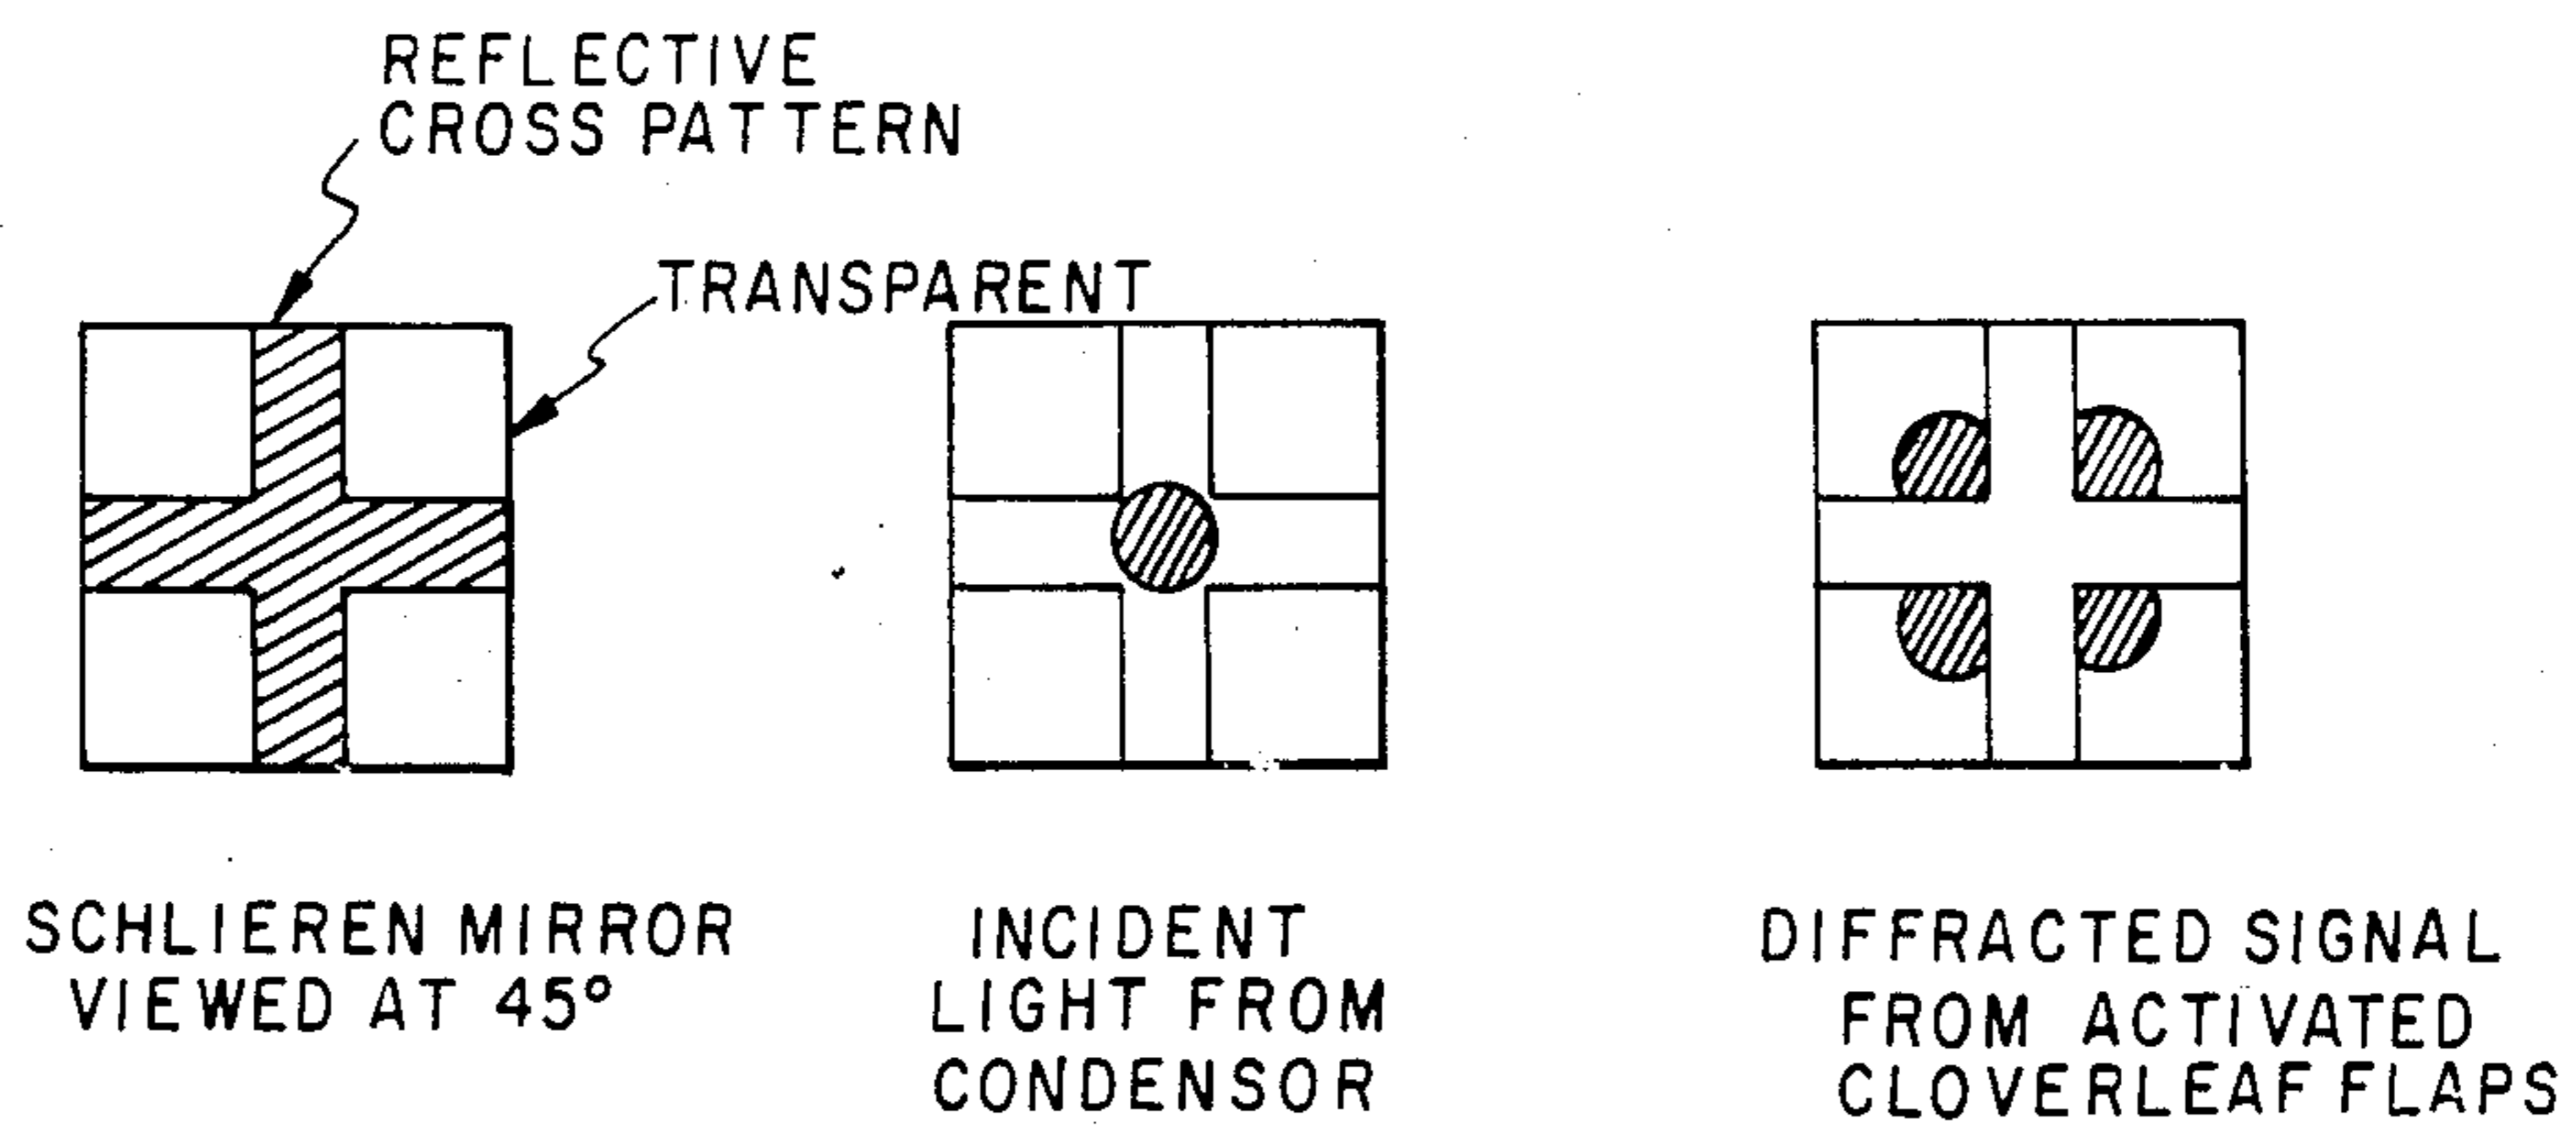 REFLECTIVE
CROSS PATTERN
TRANSPARENT
SCHLIEREN MIRROR
VIEWED AT 45°
INCIDENT
LIGHT FROM
CONDENSOR
DIFFRACTED SIGNAL
FROM ACTIVATED
CLOVERLEAF FLAPS